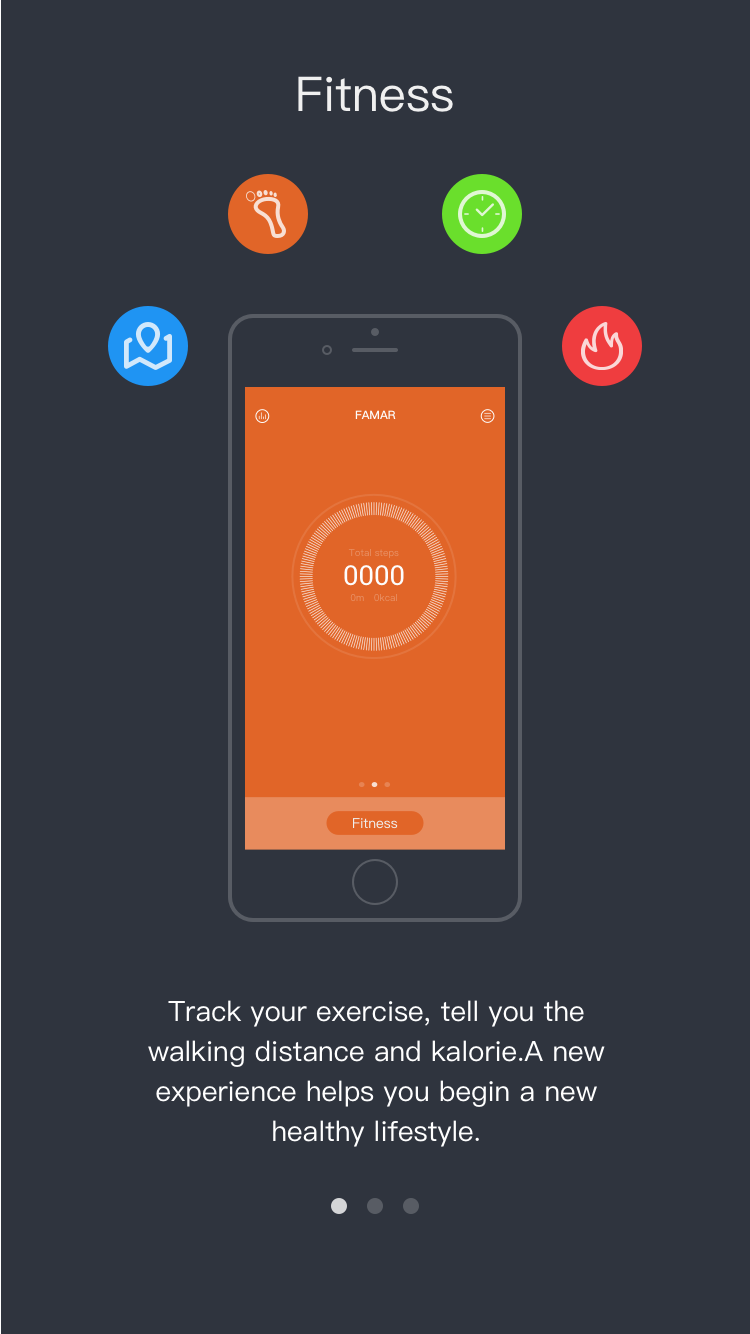 Fitness
FAMAR
Total steps
0000
0m 0kcal
Fitness
Track your exercise, tell you the
walking distance and kalorie.A new
experience helps you begin a new
healthy lifestyle.